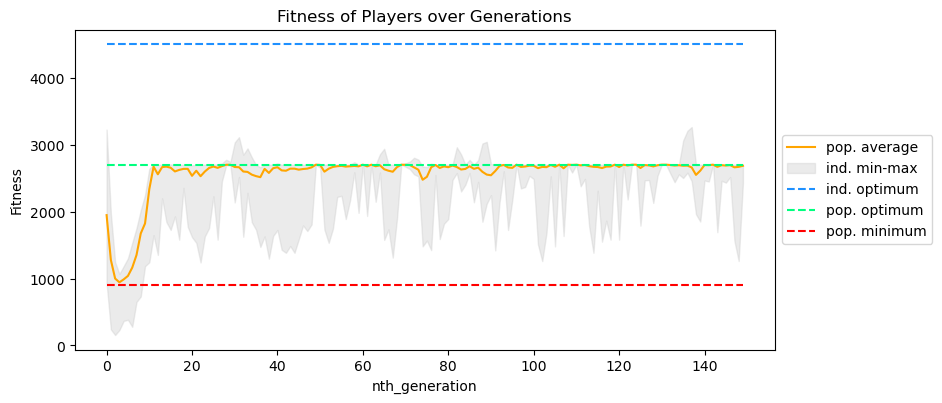 Fitness of Players over Generations
Fitness
4000
3000
2000
1000
0
0 20 40 60 80 100 120 140
nth_generation
pop. average
ind. min-max
ind. optimum
pop. optimum
pop. minimum